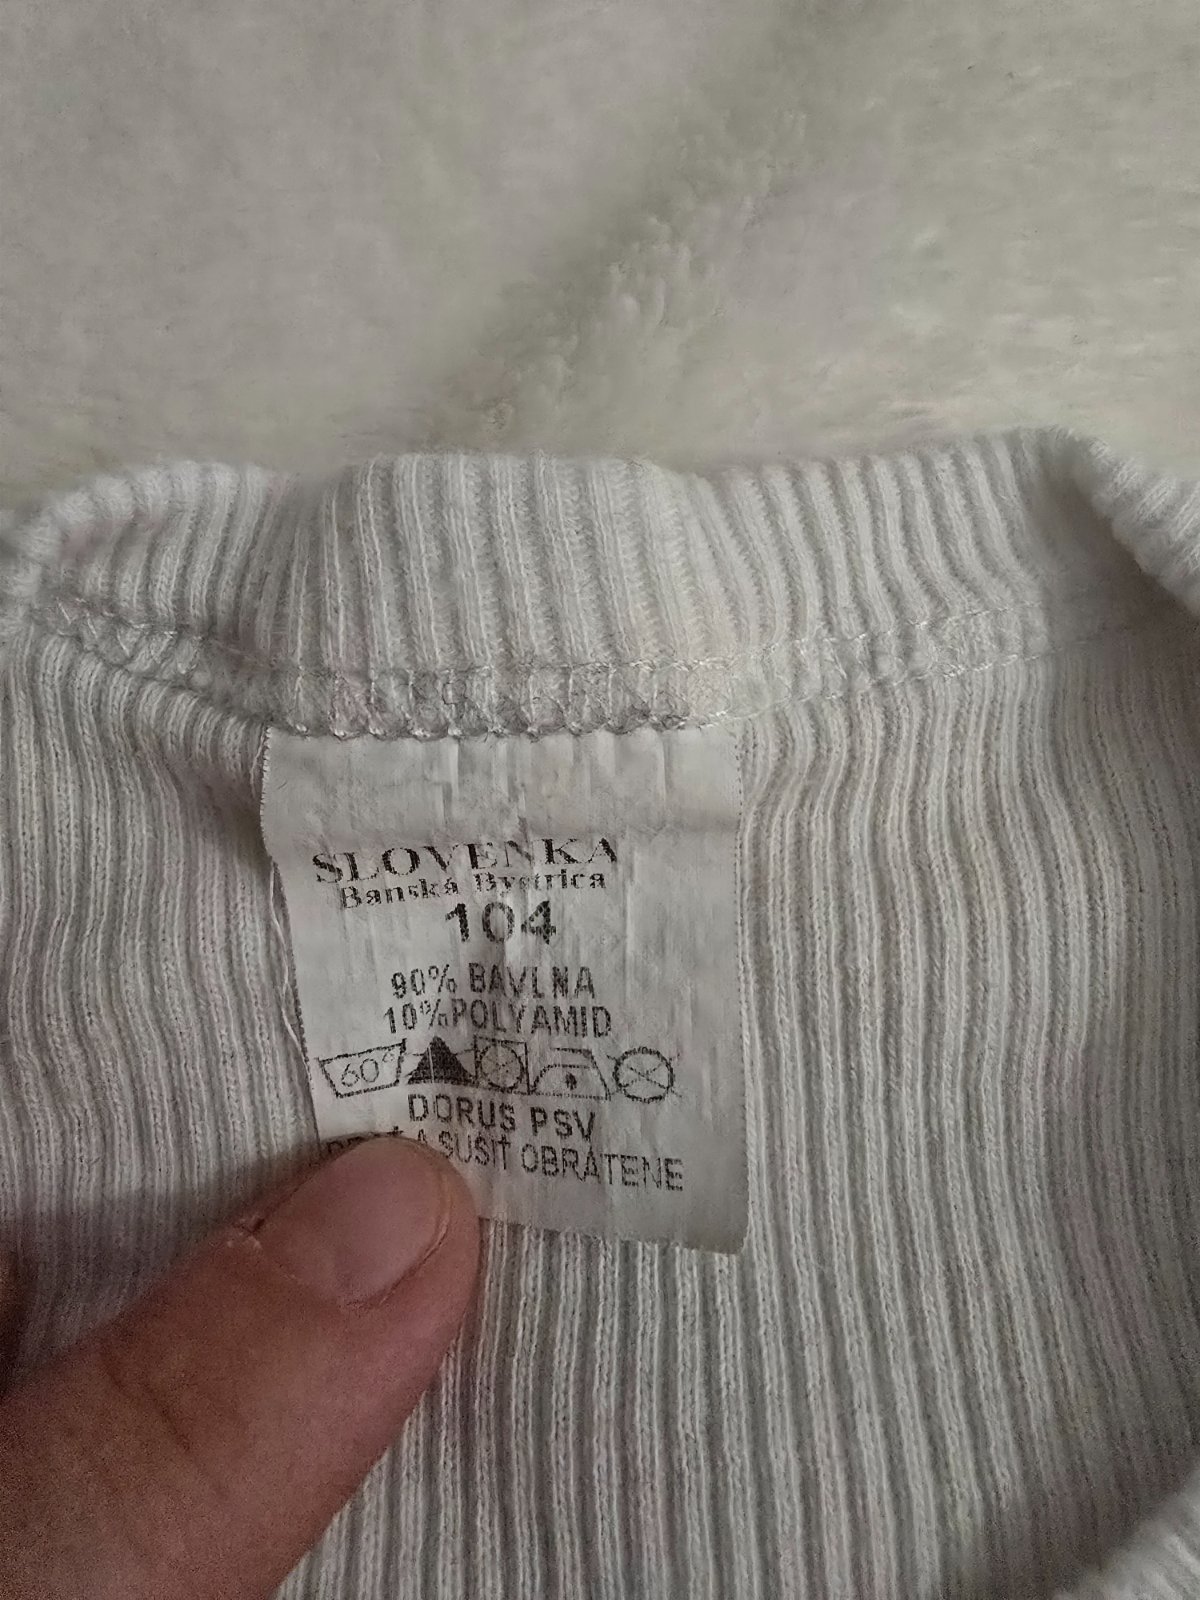 SLOVENKA
Banská Bystrica
104
90% BAVLNA
10% POLYAMID
60°
DORUS PSV
A SUŠIŤ OBRÁTENE